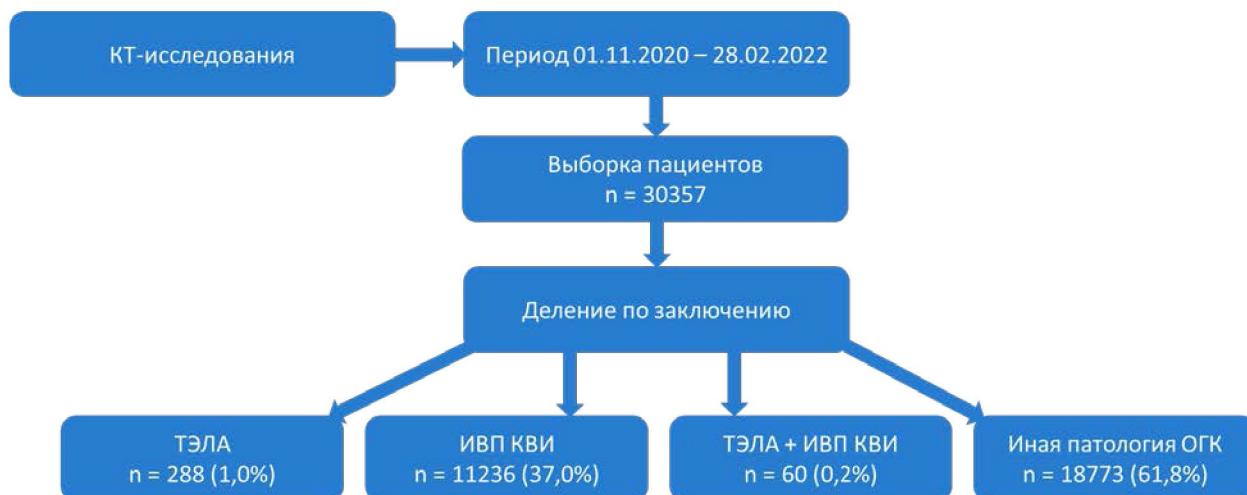 КТ-исследования
Период 01.11.2020 – 28.02.2022
Выборка пациентов
n = 30357
Деление по заключению
ТЭЛА
n = 288 (1,0%)
ИВП КВИ
n = 11236 (37,0%)
ТЭЛА + ИВП КВИ
n = 60 (0,2%)
Иная патология ОГК
n = 18773 (61,8%)